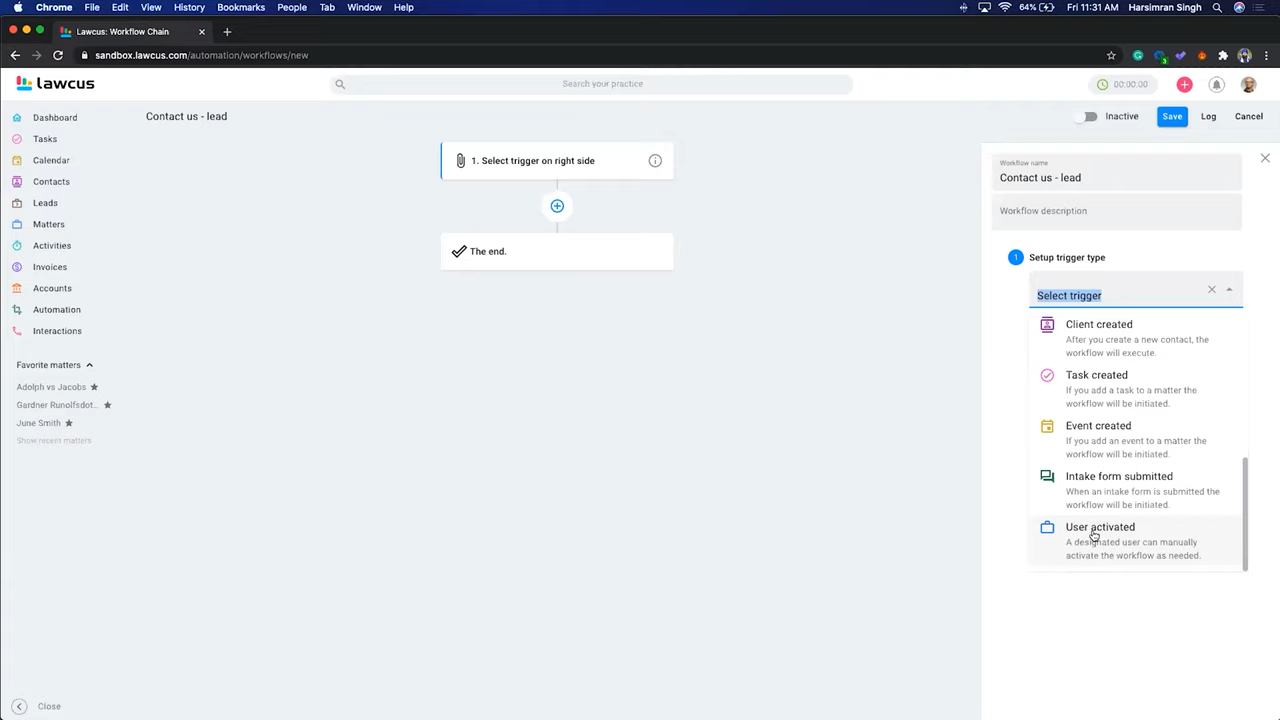 Chrome File Edit View History Bookmarks People Tab Window Help 64% Fri 11:31 AM Harsimran Singh
Lawcus: Workflow Chain
sandbox.lawcus.com/automation/workflows/new
lawcus Search your practice 00:00:00
Contact us - lead Inactive Save Log Cancel
Dashboard
Tasks
Calendar
Contacts
Leads
Matters
Activities
Invoices
Accounts
Automation
Interactions
Favorite matters
Adolph vs Jacobs
Gardner Runolfsdot...
June Smith
Show recent matters
Close
1. Select trigger on right side
The end.
Workflow name
Contact us - lead
Workflow description
1 Setup trigger type
Select trigger
Client created
After you create a new contact, the
workflow will execute.
Task created
If you add a task to a matter the
workflow will be initiated.
Event created
If you add an event to a matter the
workflow will be initiated.
Intake form submitted
When an intake form is submitted the
workflow will be initiated.
User activated
A designated user can manually
activate the workflow as needed.